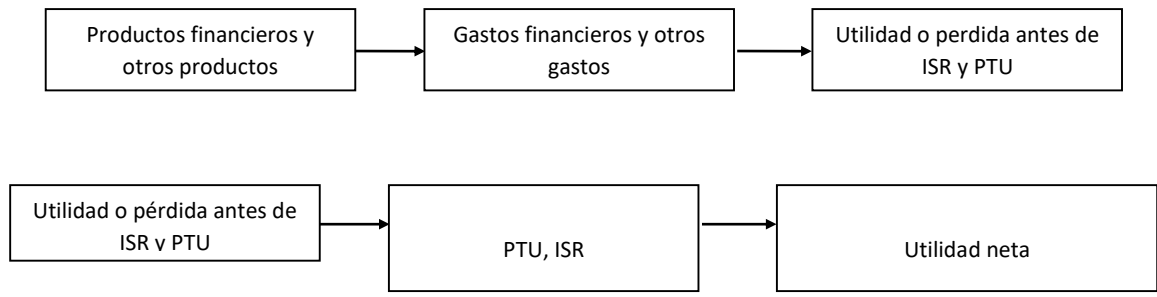 Productos financieros y
otros productos
Gastos financieros y otros
gastos
Utilidad o perdida antes de
ISR y PTU
Utilidad o pérdida antes de
ISR y PTU
PTU, ISR
Utilidad neta